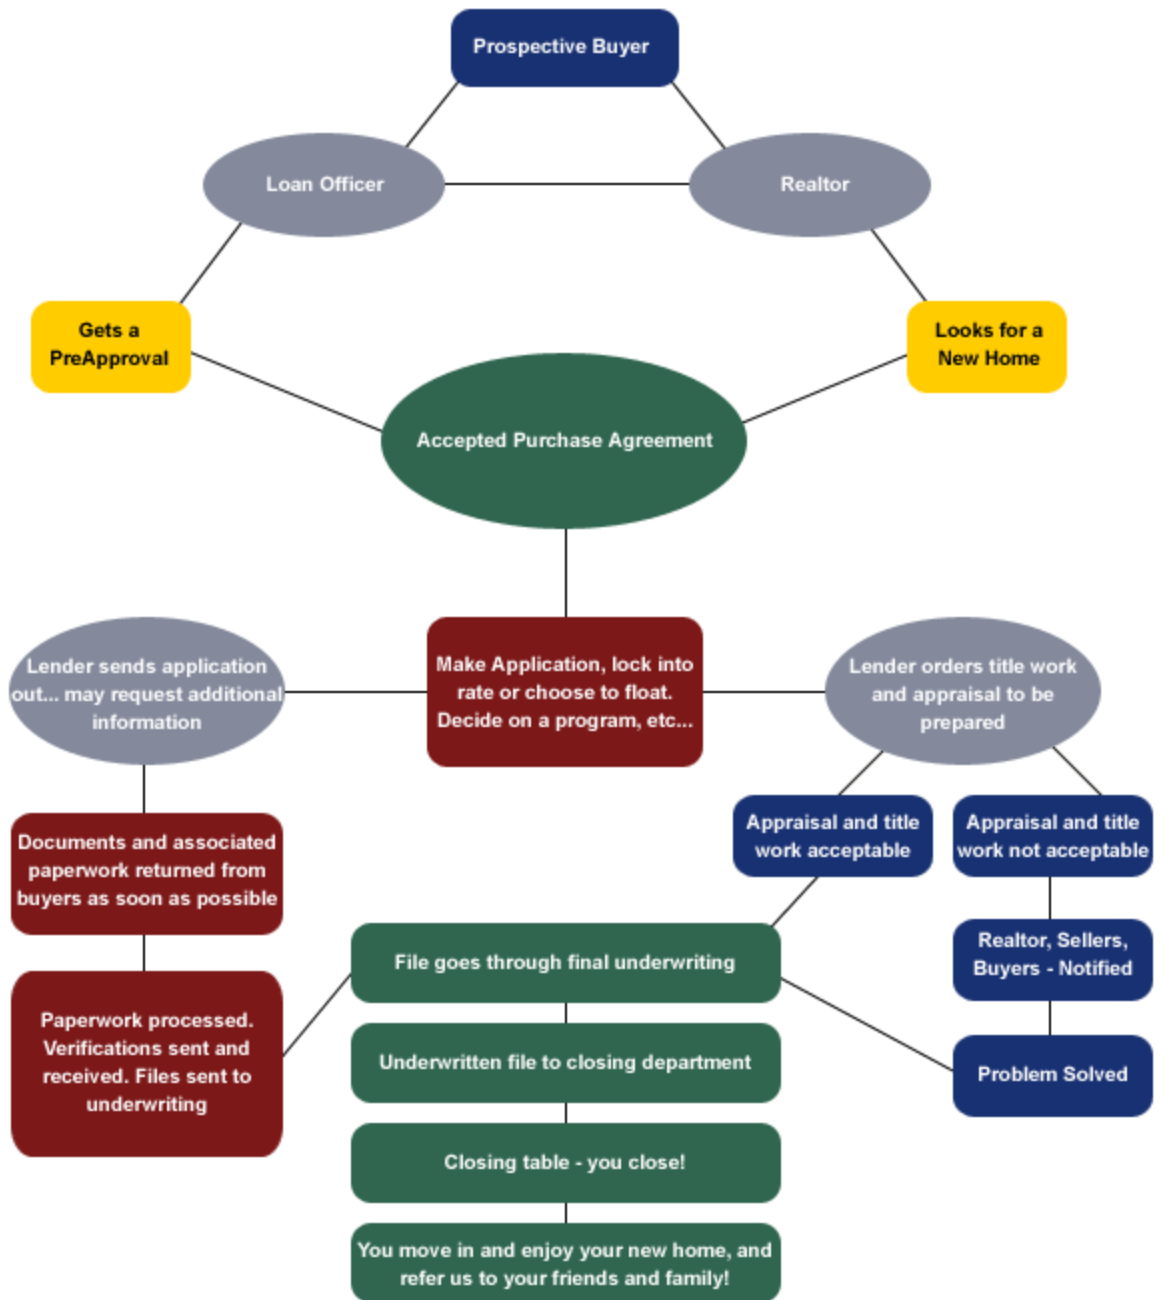 Prospective Buyer
Loan Officer
Realtor
Gets a
PreApproval
Looks for a
New Home
Accepted Purchase Agreement
Lender sends application
out... may request additional
information
Make Application, lock into
rate or choose to float.
Decide on a program, etc...
Lender orders title work
and appraisal to be
prepared
Documents and associated
paperwork returned from
buyers as soon as possible
Appraisal and title
work acceptable
Appraisal and title
work not acceptable
Realtor, Sellers,
Buyers - Notified
Paperwork processed.
Verifications sent and
received. Files sent to
underwriting
File goes through final underwriting
Problem Solved
Underwritten file to closing department
Closing table - you close!
You move in and enjoy your new home, and
refer us to your friends and family!